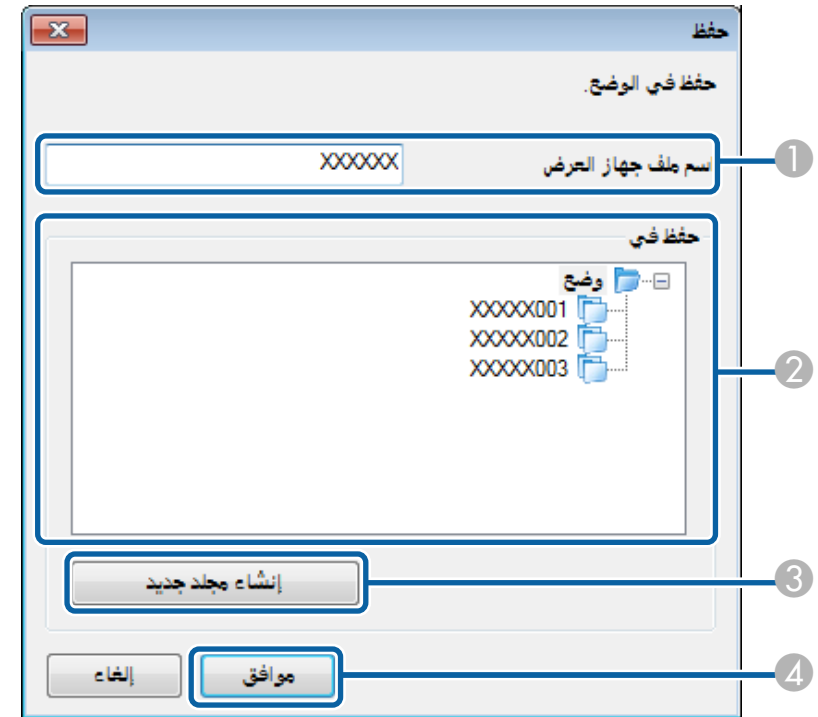 حفظ
حفظ في الوضع.
اسم ملف جهاز العرض XXXXXX
1
حفظ في
وضع
XXXXX001
XXXXX002
XXXXX003
2
إنشاء مجلد جديد
3
موافق إلغاء
4